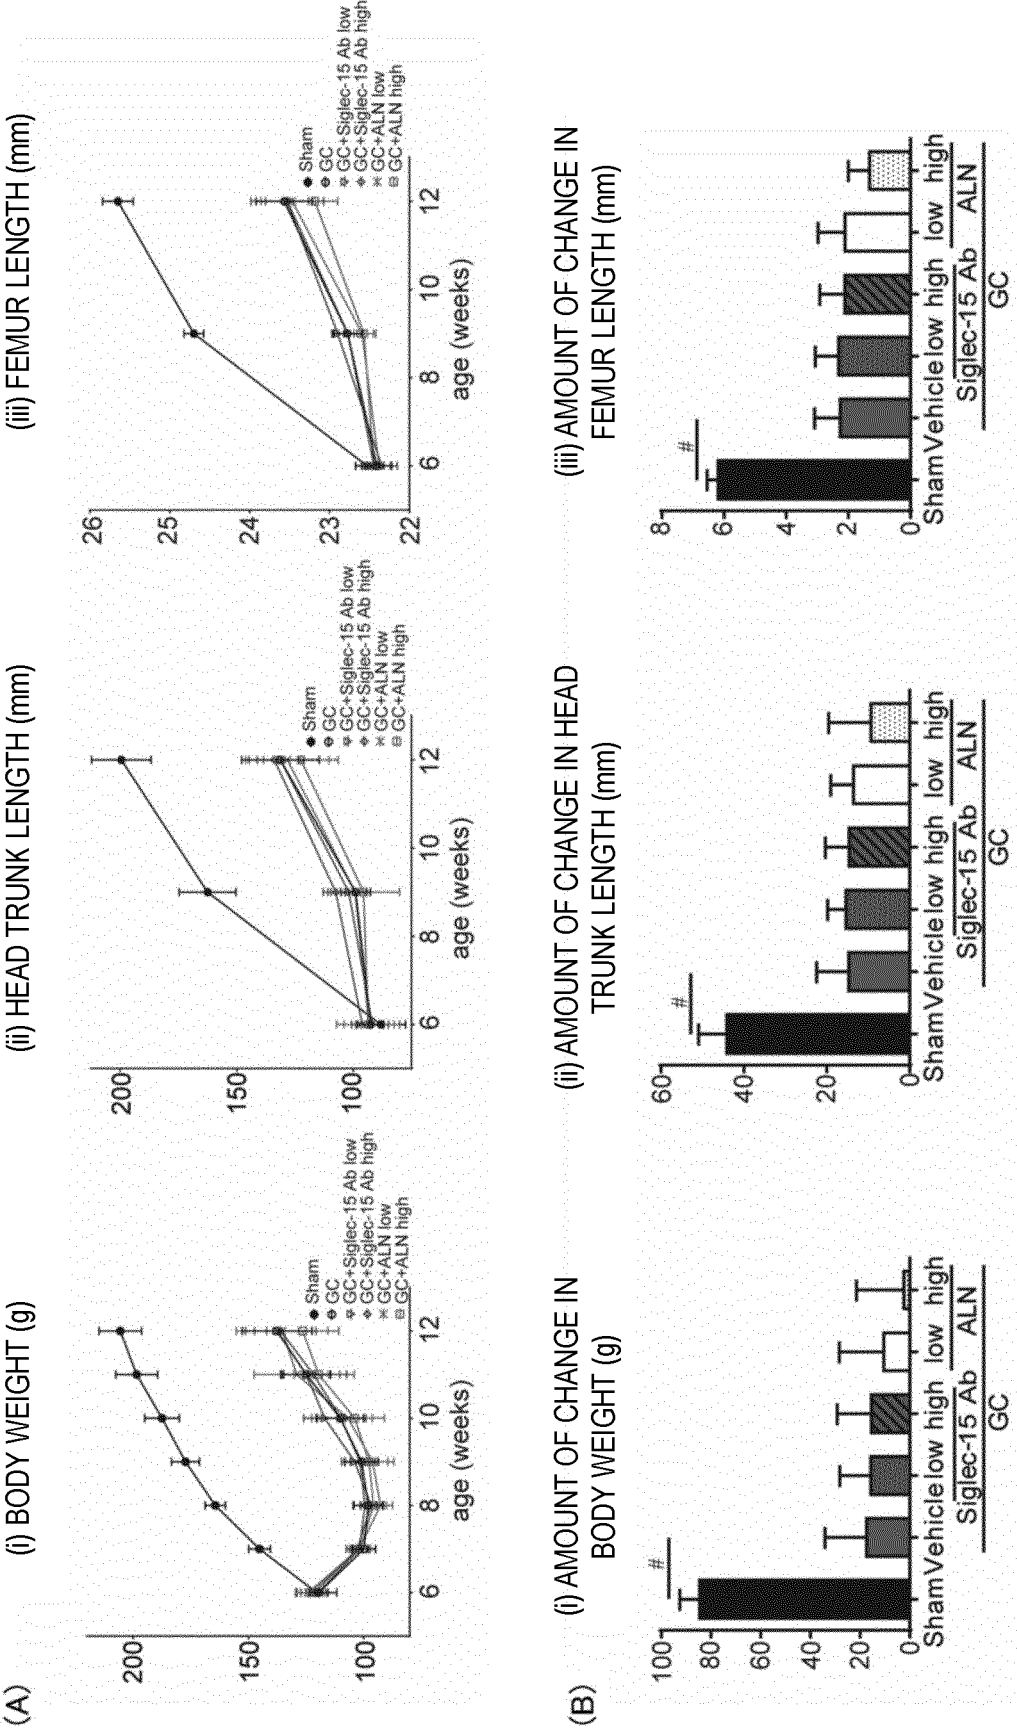 (A)
(i) BODY WEIGHT (g)
200
100
6
8
10
12
age (weeks)
Sham
GC
GC+Siglec-15 Ab low
GC+Siglec-15 Ab high
GC+ALN low
GC+ALN high
(ii) HEAD TRUNK LENGTH (mm)
200
150
100
6
8
10
12
age (weeks)
Sham
GC
GC+Siglec-15 Ab low
GC+Siglec-15 Ab high
GC+ALN low
GC+ALN high
(iii) FEMUR LENGTH (mm)
26
25
24
23
22
6
8
10
12
age (weeks)
Sham
GC
GC+Siglec-15 Ab low
GC+Siglec-15 Ab high
GC+ALN low
GC+ALN high
(B)
(i) AMOUNT OF CHANGE IN
BODY WEIGHT (g)
100
80
60
40
20
0
#
Sham Vehicle low high low high
Siglec-15 Ab ALN
GC
(ii) AMOUNT OF CHANGE IN HEAD
TRUNK LENGTH (mm)
60
40
20
0
#
Sham Vehicle low high low high
Siglec-15 Ab ALN
GC
(iii) AMOUNT OF CHANGE IN
FEMUR LENGTH (mm)
8
6
4
2
0
#
Sham Vehicle low high low high
Siglec-15 Ab ALN
GC